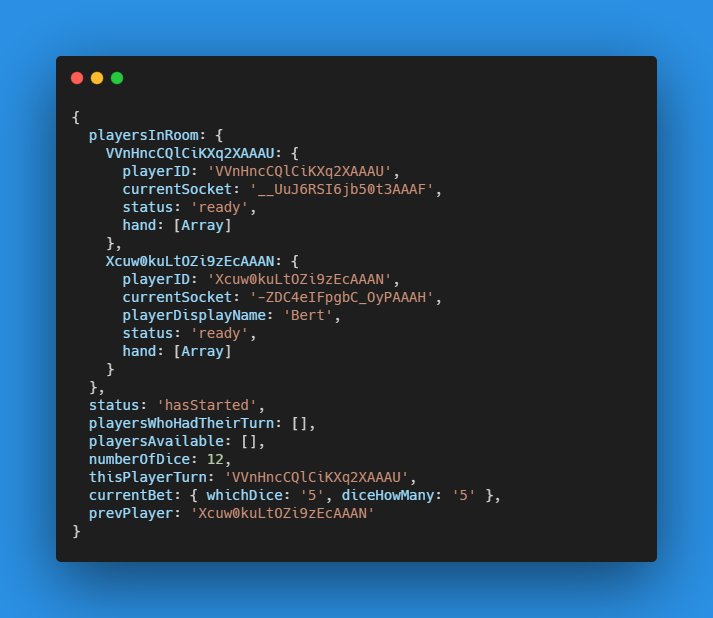 {
  playersInRoom: {
    VVnHncCQlCiKXq2XAAAU: {
      playerID: 'VVnHncCQlCiKXq2XAAAU',
      currentSocket: '__UuJ6RSI6jb50t3AAAF',
      status: 'ready',
      hand: [Array]
    },
    Xcuw0kuLtOZi9zEcAAAN: {
      playerID: 'Xcuw0kuLtOZi9zEcAAAN',
      currentSocket: '-ZDC4eIFpgbC_OyPAAAH',
      playerDisplayName: 'Bert',
      status: 'ready',
      hand: [Array]
    }
  },
  status: 'hasStarted',
  playersWhoHadTheirTurn: [],
  playersAvailable: [],
  numberOfDice: 12,
  thisPlayerTurn: 'VVnHncCQlCiKXq2XAAAU',
  currentBet: { whichDice: '5', diceHowMany: '5' },
  prevPlayer: 'Xcuw0kuLtOZi9zEcAAAN'
}